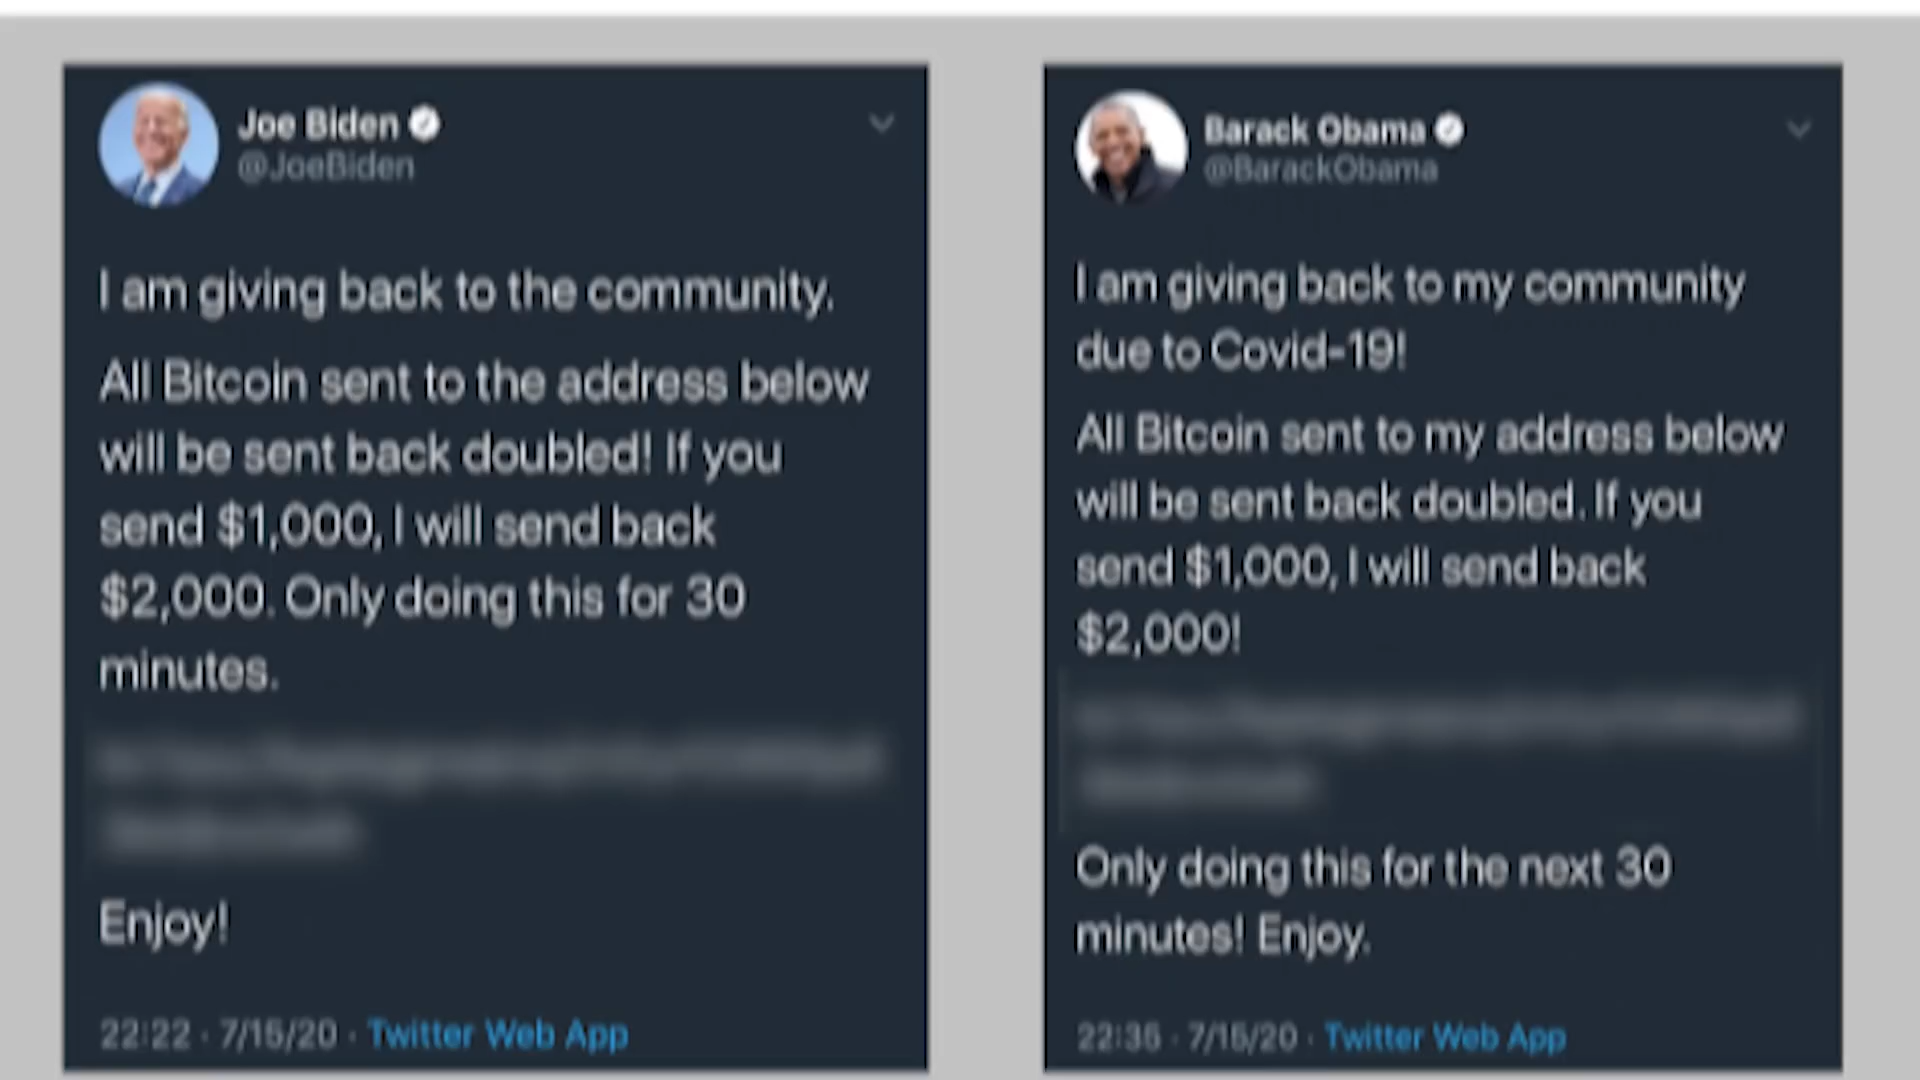 Joe Biden
@JoeBiden
I am giving back to the community.
All Bitcoin sent to the address below
will be sent back doubled! If you
send $1,000, I will send back
$2,000. Only doing this for 30
minutes.
Enjoy!
22:22 · 7/15/20 · Twitter Web App
Barack Obama
@BarackObama
I am giving back to my community
due to Covid-19!
All Bitcoin sent to my address below
will be sent back doubled. If you
send $1,000, I will send back
$2,000!
Only doing this for the next 30
minutes! Enjoy.
22:35 · 7/15/20 · Twitter Web App